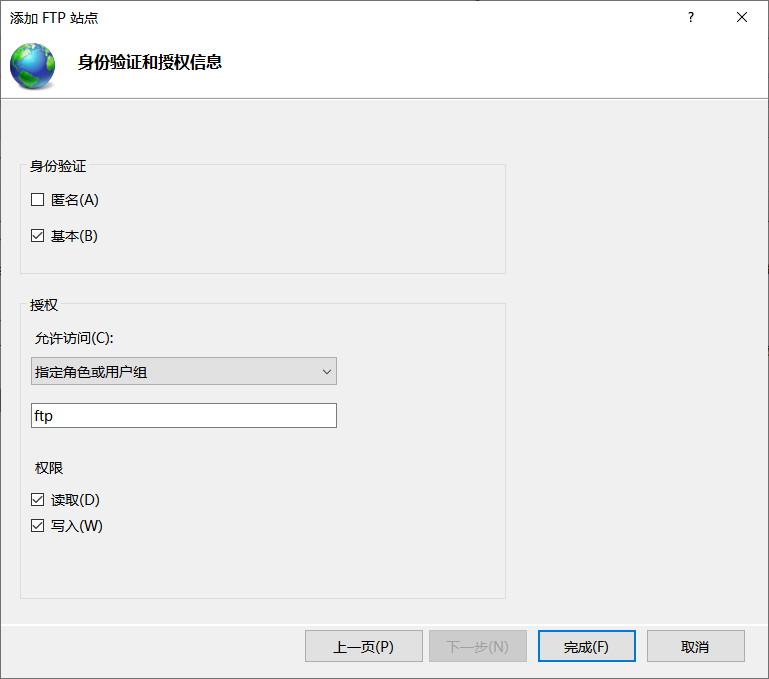 添加 FTP 站点
?
身份验证和授权信息
身份验证
匿名(A)
基本(B)
授权
允许访问(C):
指定角色或用户组
ftp
权限
读取(D)
写入(W)
上一页(P) 下一步(N) 完成(F) 取消